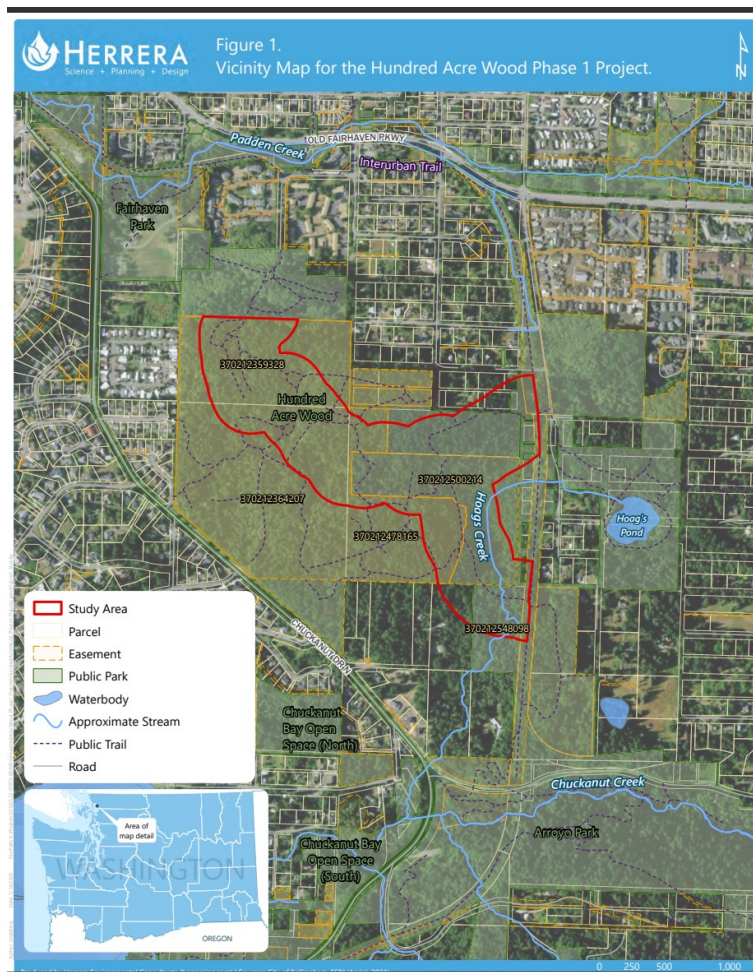 HERRERA
Science + Planning + Design
Figure 1.
Vicinity Map for the Hundred Acre Wood Phase 1 Project.
N
Padden Creek
OLD FAIRHAVEN PKWY
Interurban Trail
Fairhaven
Park
370212359328
Hundred
Acre Wood
370212500214
370212364207
Hoags Creek
Hoag's
Pond
370212478165
370212548098
Study Area
Parcel
Easement
Public Park
Waterbody
Approximate Stream
Public Trail
Road
CHUCKANUT DR N
Chuckanut
Bay Open
Space (North)
Chuckanut Creek
Arroyo Park
Chuckanut Bay
Open Space
(South)
Area of
map detail
WASHINGTON
OREGON
0 250 500 1,000